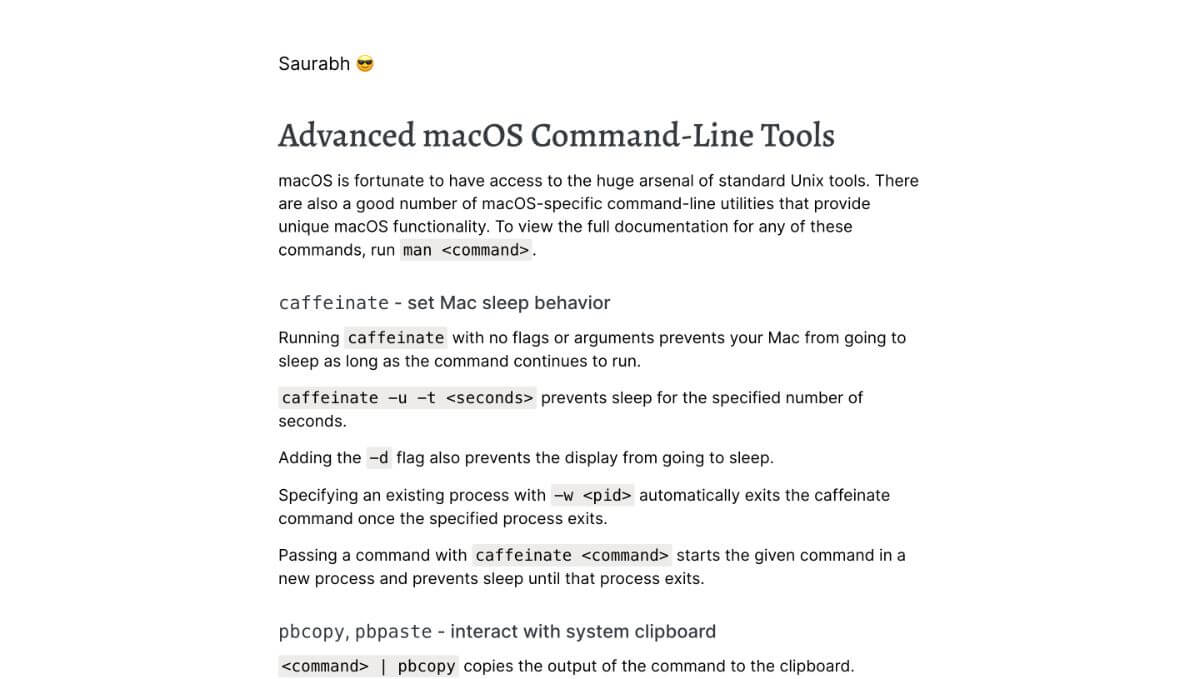 Saurabh 😎
Advanced macOS Command-Line Tools
macOS is fortunate to have access to the huge arsenal of standard Unix tools. There
are also a good number of macOS-specific command-line utilities that provide
unique macOS functionality. To view the full documentation for any of these
commands, run man <command>.
caffeinate - set Mac sleep behavior
Running caffeinate with no flags or arguments prevents your Mac from going to
sleep as long as the command continues to run.
caffeinate -u -t <seconds> prevents sleep for the specified number of
seconds.
Adding the -d flag also prevents the display from going to sleep.
Specifying an existing process with -w <pid> automatically exits the caffeinate
command once the specified process exits.
Passing a command with caffeinate <command> starts the given command in a
new process and prevents sleep until that process exits.
pbcopy, pbpaste - interact with system clipboard
<command> | pbcopy copies the output of the command to the clipboard.